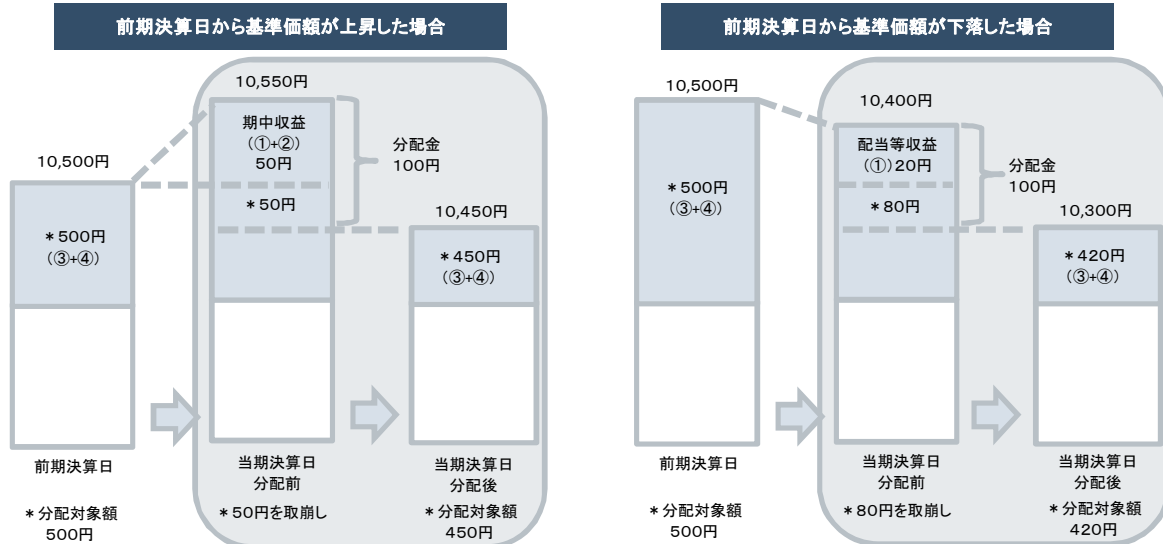 前期決算日から基準価額が上昇した場合
10,550円
期中収益
(①+②)
50円
分配金
100円
10,500円
*50円
10,450円
*500円
(③+④)
*450円
(③+④)
前期決算日
当期決算日
分配前
当期決算日
分配後
*分配対象額
500円
*50円を取崩し
*分配対象額
450円
前期決算日から基準価額が下落した場合
10,500円
10,400円
配当等収益
(①)20円
分配金
100円
*500円
(③+④)
*80円
10,300円
*420円
(③+④)
前期決算日
当期決算日
分配前
当期決算日
分配後
*分配対象額
500円
*80円を取崩し
*分配対象額
420円